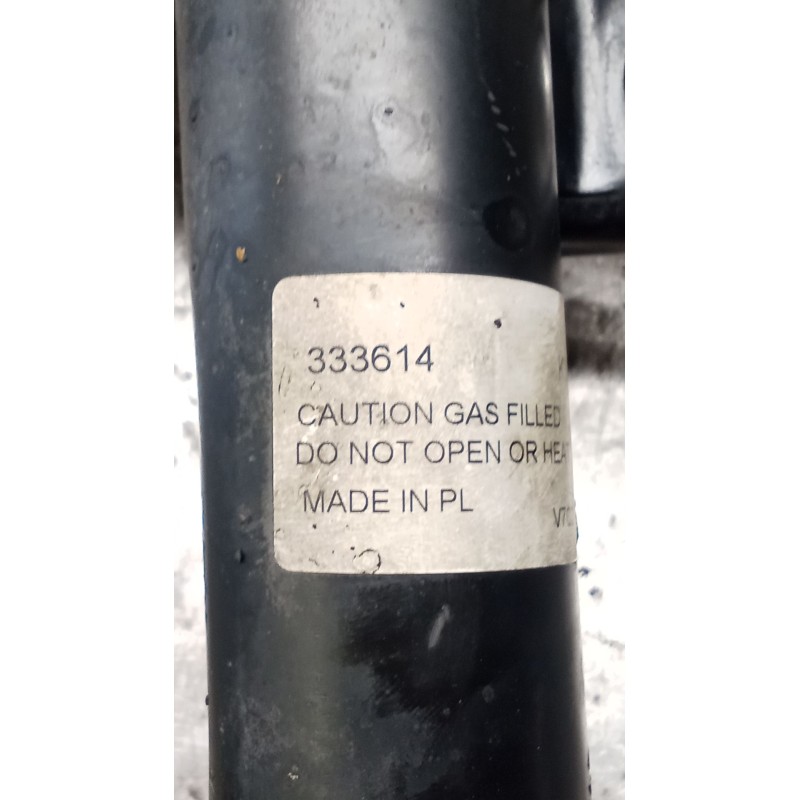 333614
CAUTION GAS FILLED
DO NOT OPEN OR HEAT
MADE IN PL